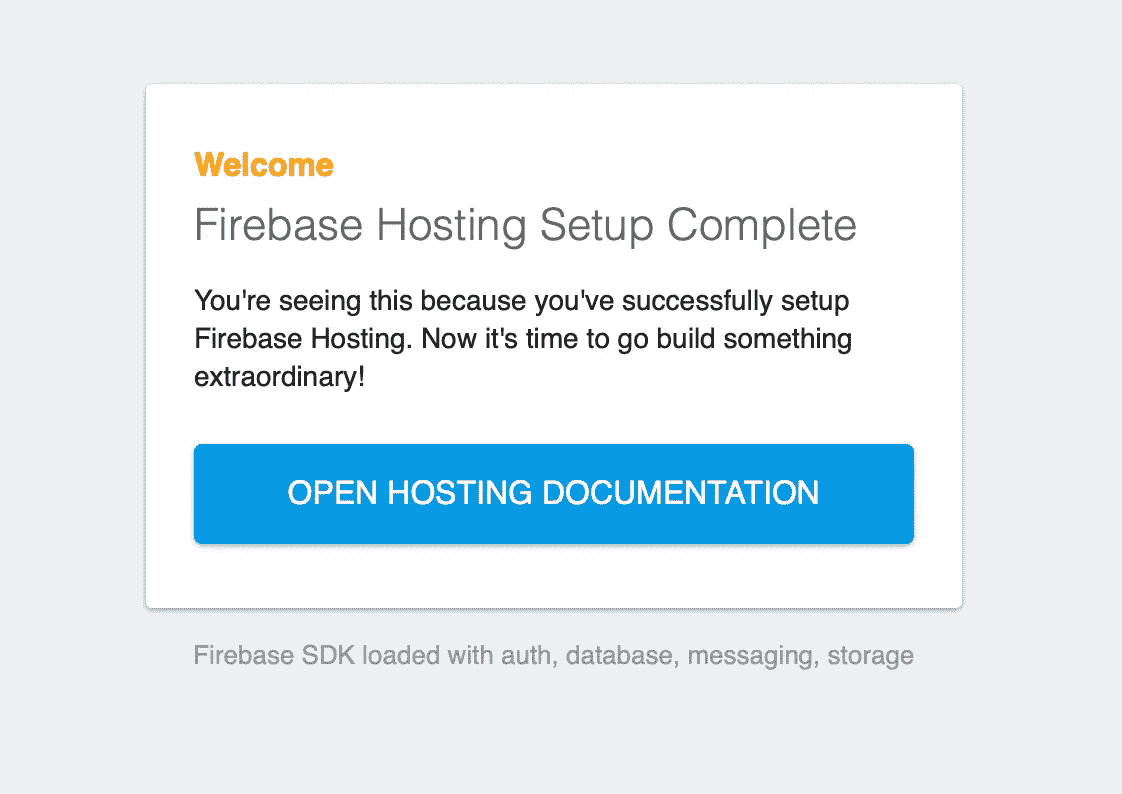 Welcome
Firebase Hosting Setup Complete
You're seeing this because you've successfully setup
Firebase Hosting. Now it's time to go build something
extraordinary!
OPEN HOSTING DOCUMENTATION
Firebase SDK loaded with auth, database, messaging, storage